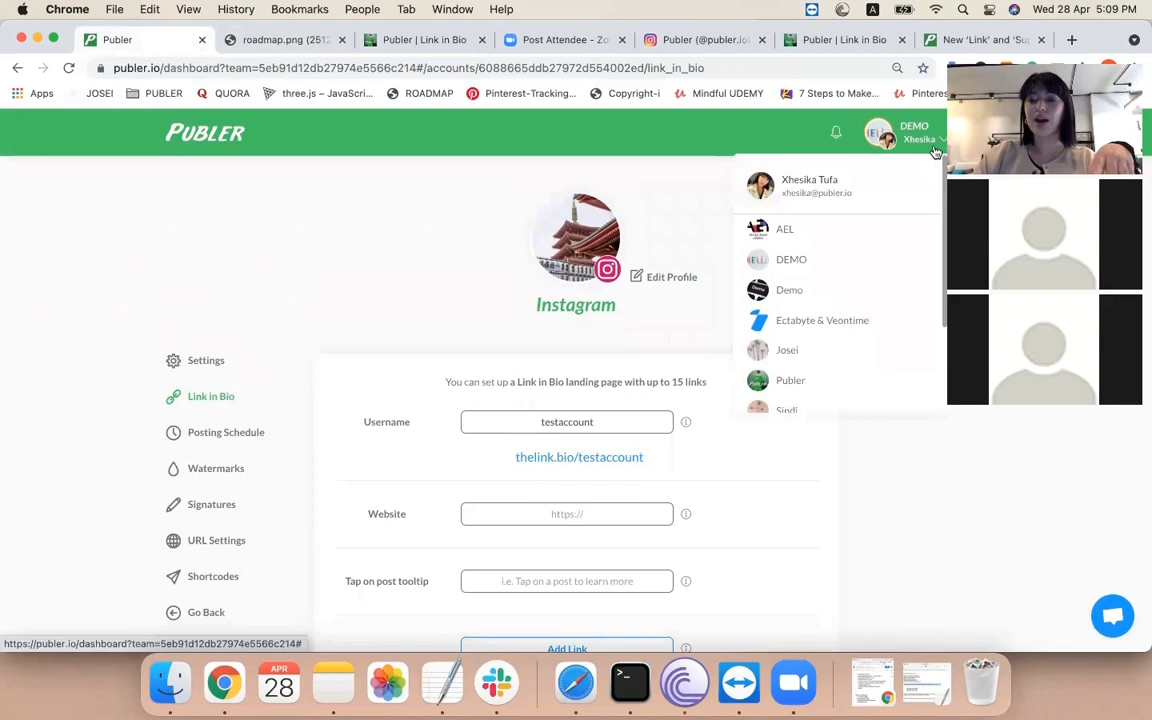 Chrome File Edit View History Bookmarks People Tab Window Help
A Wed 28 Apr 5:09 PM
Publer
roadmap.png (2512
Publer | Link in Bio
Post Attendee - Zo
Publer (@publer.io)
Publer | Link in Bio
New 'Link' and 'Su
publer.io/dashboard?team=5eb91d12db27974e5566c214#/accounts/6088665ddb27972d554002ed/link_in_bio
Apps JOSEI PUBLER QUORA three.js – JavaScri... ROADMAP Pinterest-Tracking... Copyright-i Mindful UDEMY 7 Steps to Make... Pinteres
PUBLER
DEMO
Xhesika
Xhesika Tufa
xhesika@publer.io
AEL
DEMO
Demo
Ectabyte & Veontime
Josei
Publer
Sindi
Edit Profile
Instagram
Settings
Link in Bio
Posting Schedule
Watermarks
Signatures
URL Settings
Shortcodes
Go Back
You can set up a Link in Bio landing page with up to 15 links
Username testaccount
thelink.bio/testaccount
Website https://
Tap on post tooltip i.e. Tap on a post to learn more
Add Link
https://publer.io/dashboard?team=5eb91d12db27974e5566c214#
APR
28